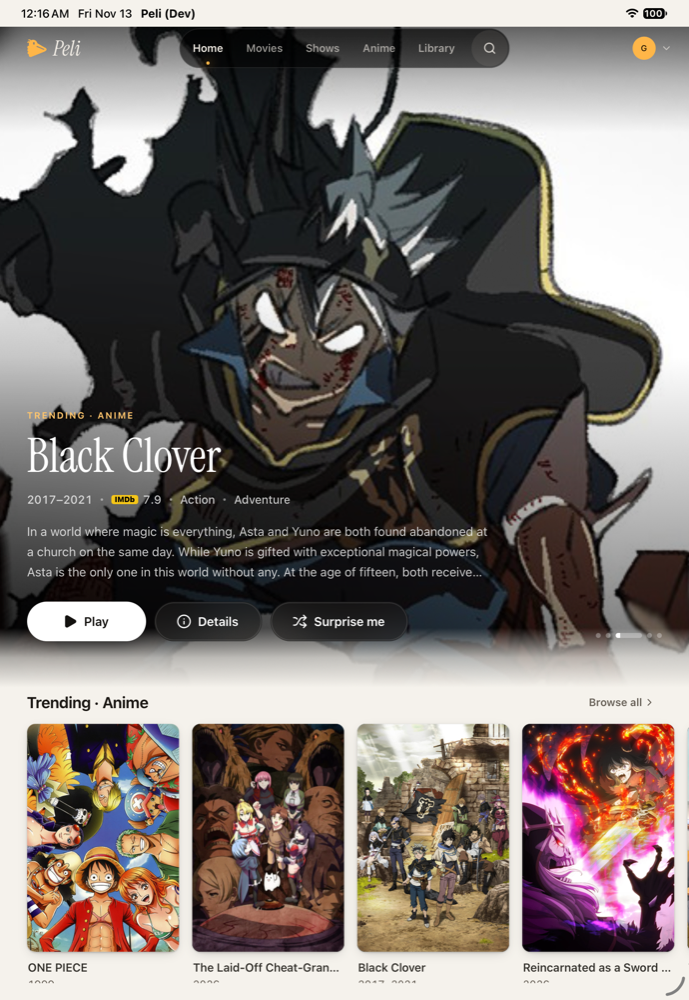 12:16 AM Fri Nov 13 Peli (Dev) 100
Peli Home Movies Shows Anime Library G
TRENDING · ANIME
Black Clover
2017–2021 • IMDb 7.9 • Action • Adventure
In a world where magic is everything, Asta and Yuno are both found abandoned at
a church on the same day. While Yuno is gifted with exceptional magical powers,
Asta is the only one in this world without any. At the age of fifteen, both receive...
Play Details Surprise me
Trending · Anime Browse all
ONE PIECE The Laid-Off Cheat-Gran... Black Clover Reincarnated as a Sword ...